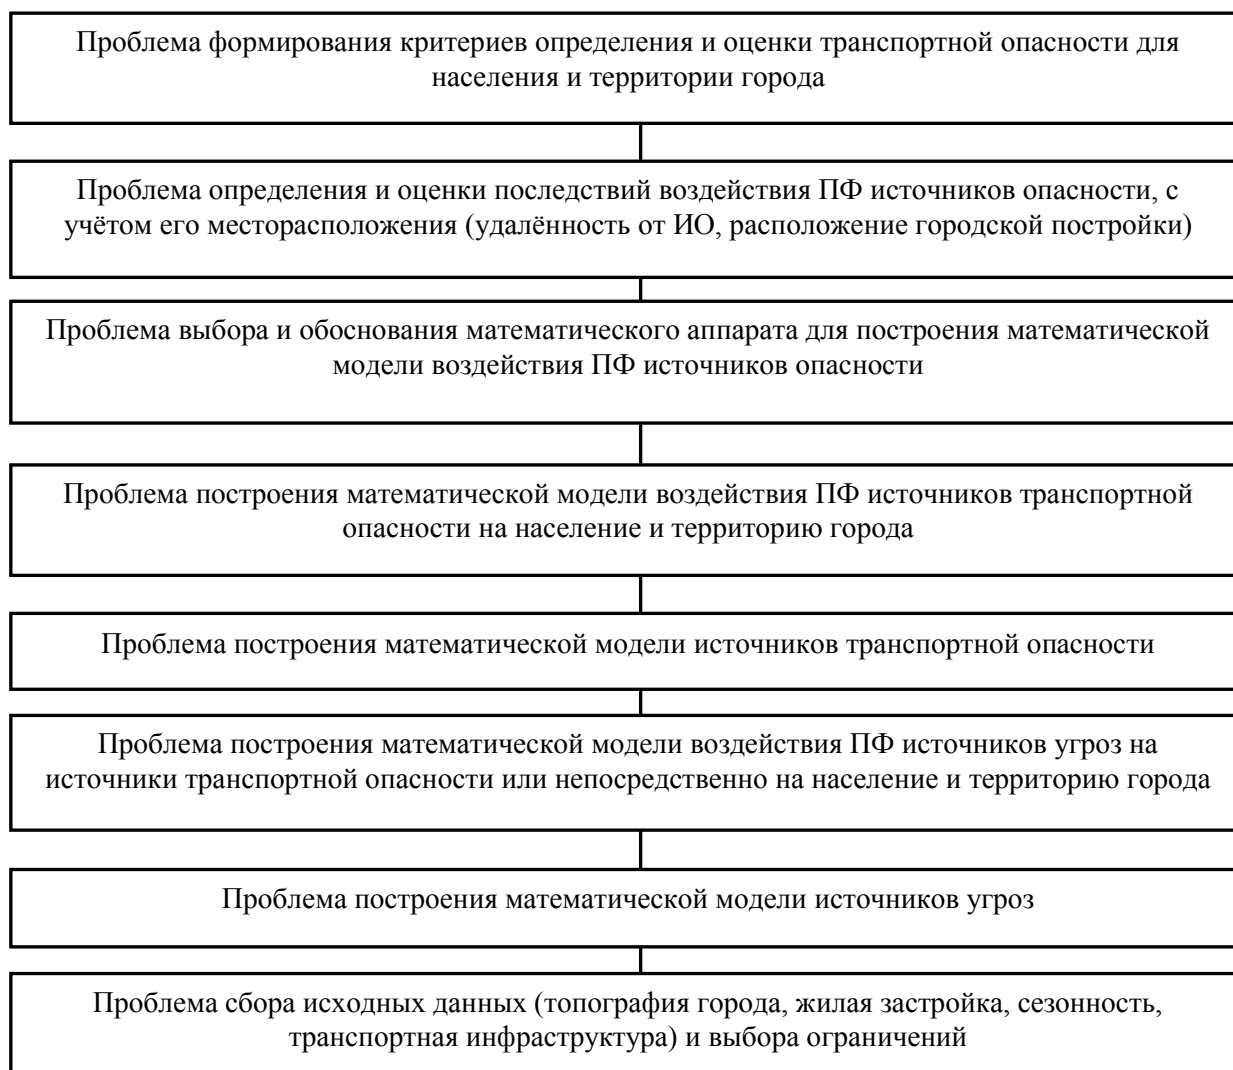 Проблема формирования критериев определения и оценки транспортной опасности для
населения и территории города
Проблема определения и оценки последствий воздействия ПФ источников опасности, с
учётом его месторасположения (удалённость от ИО, расположение городской постройки)
Проблема выбора и обоснования математического аппарата для построения математической
модели воздействия ПФ источников опасности
Проблема построения математической модели воздействия ПФ источников транспортной
опасности на население и территорию города
Проблема построения математической модели источников транспортной опасности
Проблема построения математической модели воздействия ПФ источников угроз на
источники транспортной опасности или непосредственно на население и территорию города
Проблема построения математической модели источников угроз
Проблема сбора исходных данных (топография города, жилая застройка, сезонность,
транспортная инфраструктура) и выбора ограничений